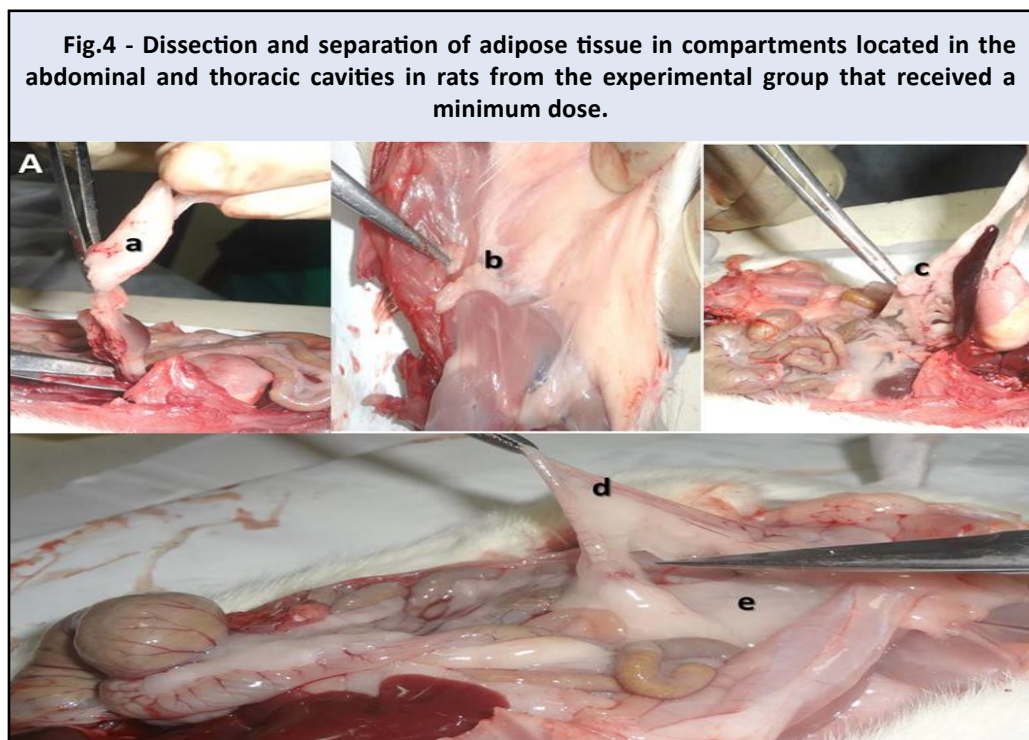 Fig.4 - Dissection and separation of adipose tissue in compartments located in the
abdominal and thoracic cavities in rats from the experimental group that received a
minimum dose.
A
a
b
c
d
e